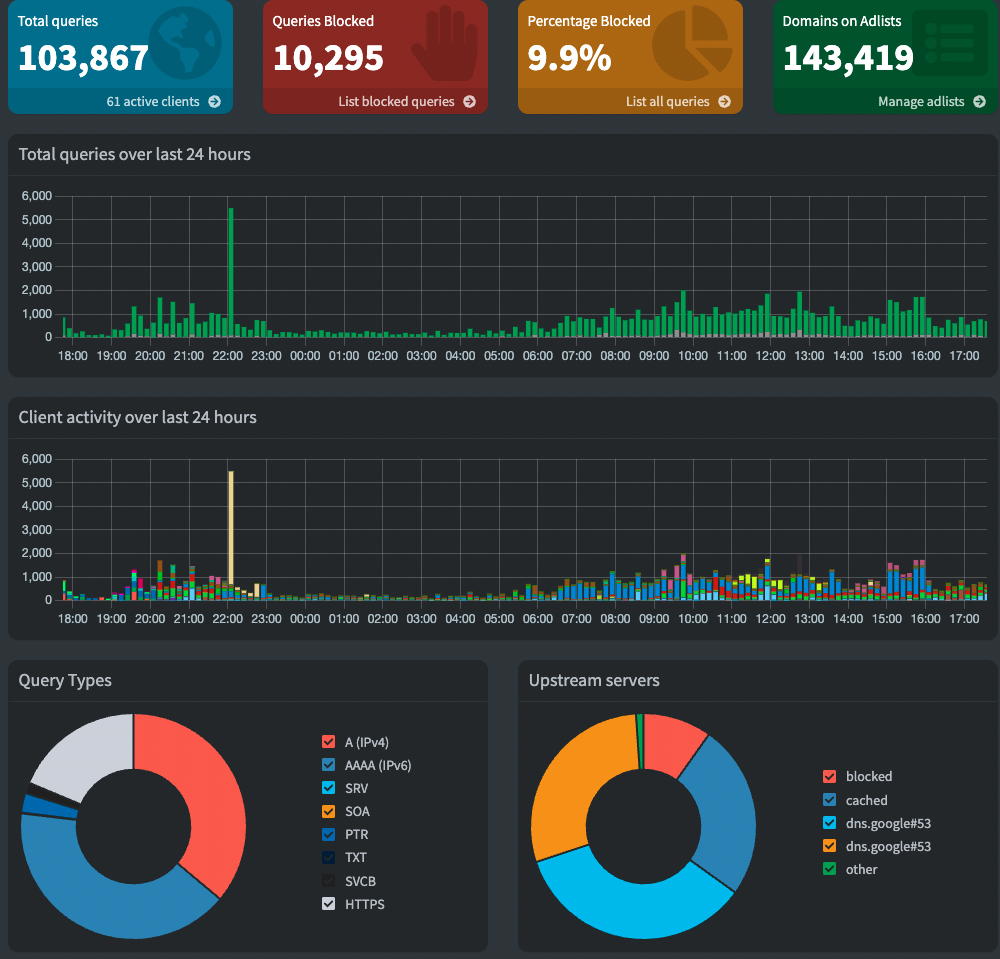 Total queries
103,867
61 active clients
Queries Blocked
10,295
List blocked queries
Percentage Blocked
9.9%
List all queries
Domains on Adlists
143,419
Manage adlists
Total queries over last 24 hours
6,000
5,000
4,000
3,000
2,000
1,000
0
18:00 19:00 20:00 21:00 22:00 23:00 00:00 01:00 02:00 03:00 04:00 05:00 06:00 07:00 08:00 09:00 10:00 11:00 12:00 13:00 14:00 15:00 16:00 17:00
Client activity over last 24 hours
6,000
5,000
4,000
3,000
2,000
1,000
0
18:00 19:00 20:00 21:00 22:00 23:00 00:00 01:00 02:00 03:00 04:00 05:00 06:00 07:00 08:00 09:00 10:00 11:00 12:00 13:00 14:00 15:00 16:00 17:00
Query Types
A (IPv4)
AAAA (IPv6)
SRV
SOA
PTR
TXT
SVCB
HTTPS
Upstream servers
blocked
cached
dns.google#53
dns.google#53
other